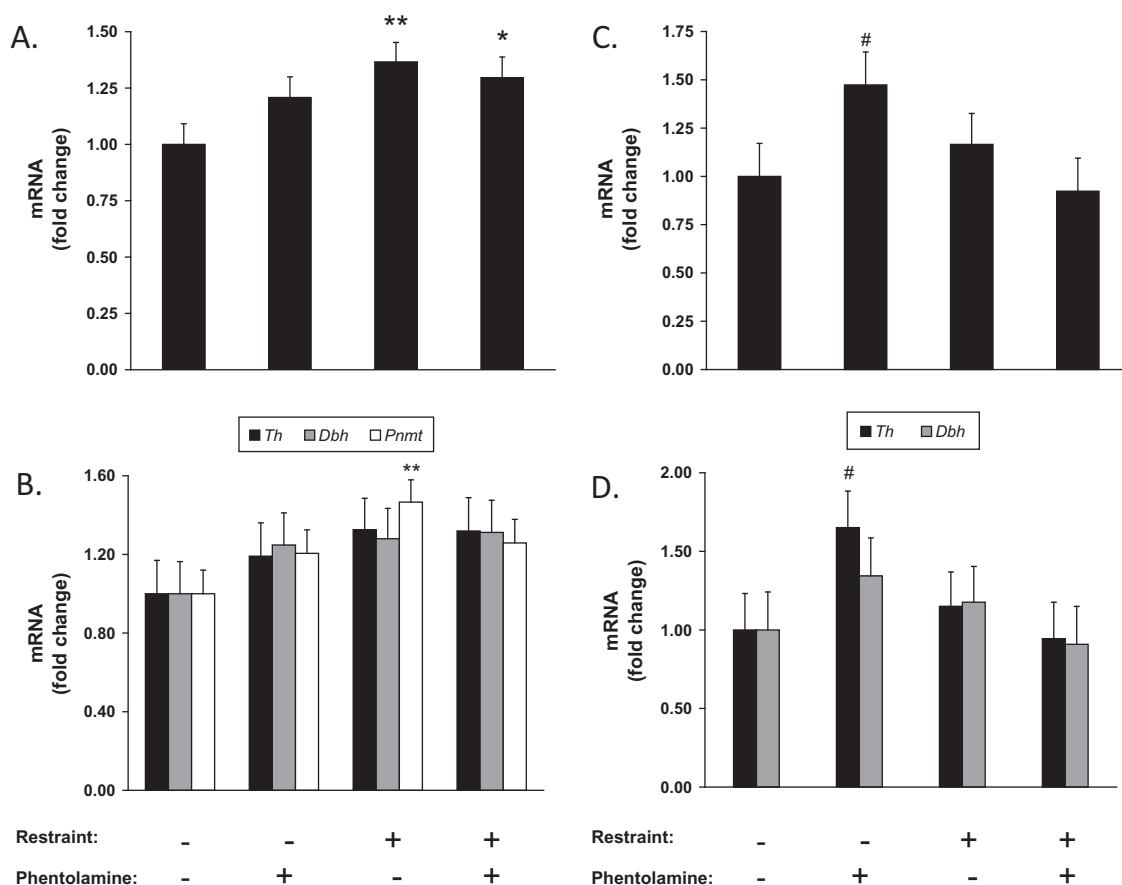 A.
mRNA
(fold change)
1.50
1.25
1.00
0.75
0.50
0.25
0.00
**
*
C.
mRNA
(fold change)
1.75
1.50
1.25
1.00
0.75
0.50
0.25
0.00
#
Th Dbh Pnmt
B.
mRNA
(fold change)
1.60
1.20
0.80
0.40
0.00
**
Th Dbh
D.
mRNA
(fold change)
2.00
1.50
1.00
0.50
0.00
#
Restraint: - - + +
Phentolamine: - + - +
Restraint: - - + +
Phentolamine: - + - +